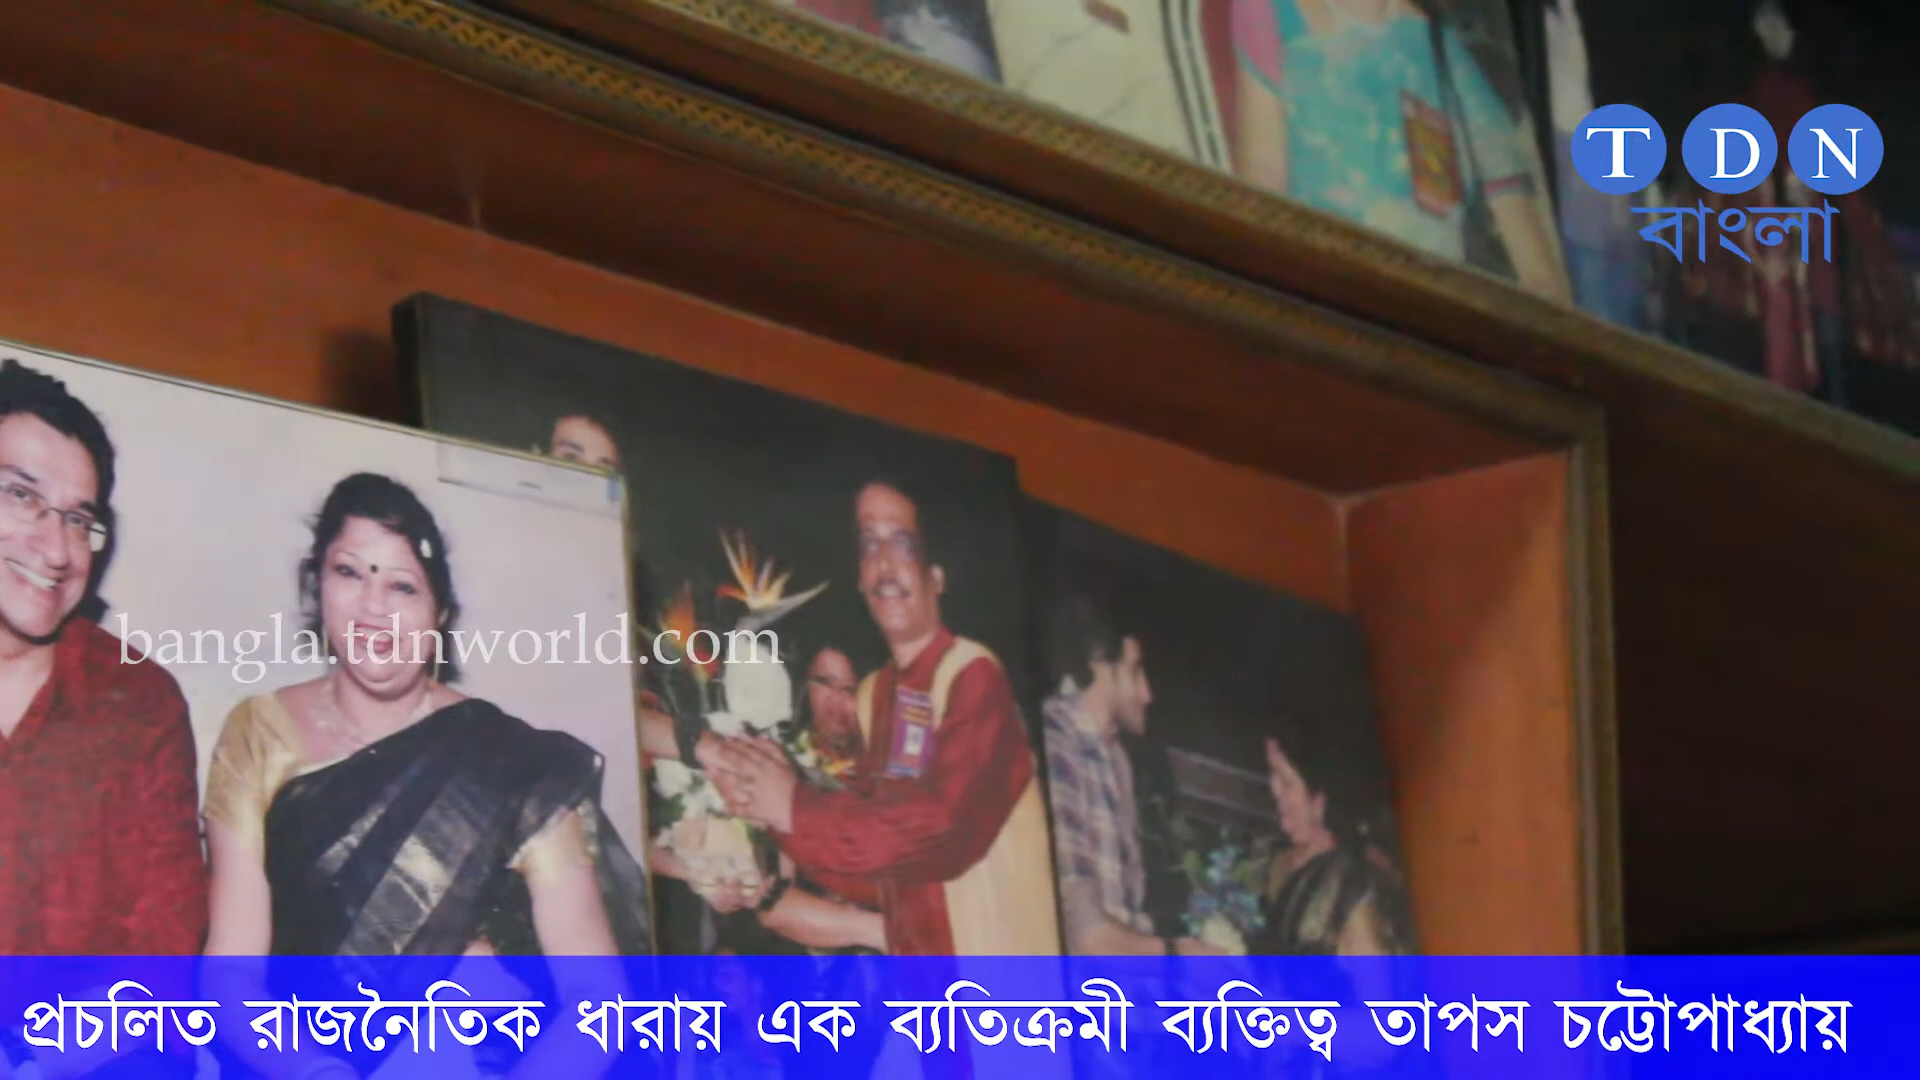 T D N
বাংলা
bangla.tdnworld.com
প্রচলিত রাজনৈতিক ধারায় এক ব্যতিক্রমী ব্যক্তিত্ব তাপস চট্টোপাধ্যায়